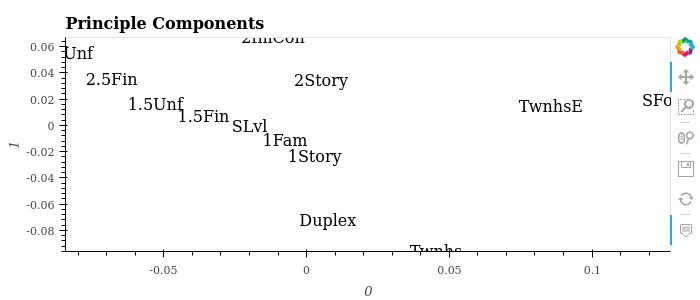 Principle Components
0.06
0.04
0.02
0
-0.02
-0.04
-0.06
-0.08
1
Unf
2.5Fin
1.5Unf
1.5Fin
SLvl
1Fam
1Story
2Story
TwnhsE
SFo
Duplex
Twnhs
-0.05
0
0.05
0.1
0